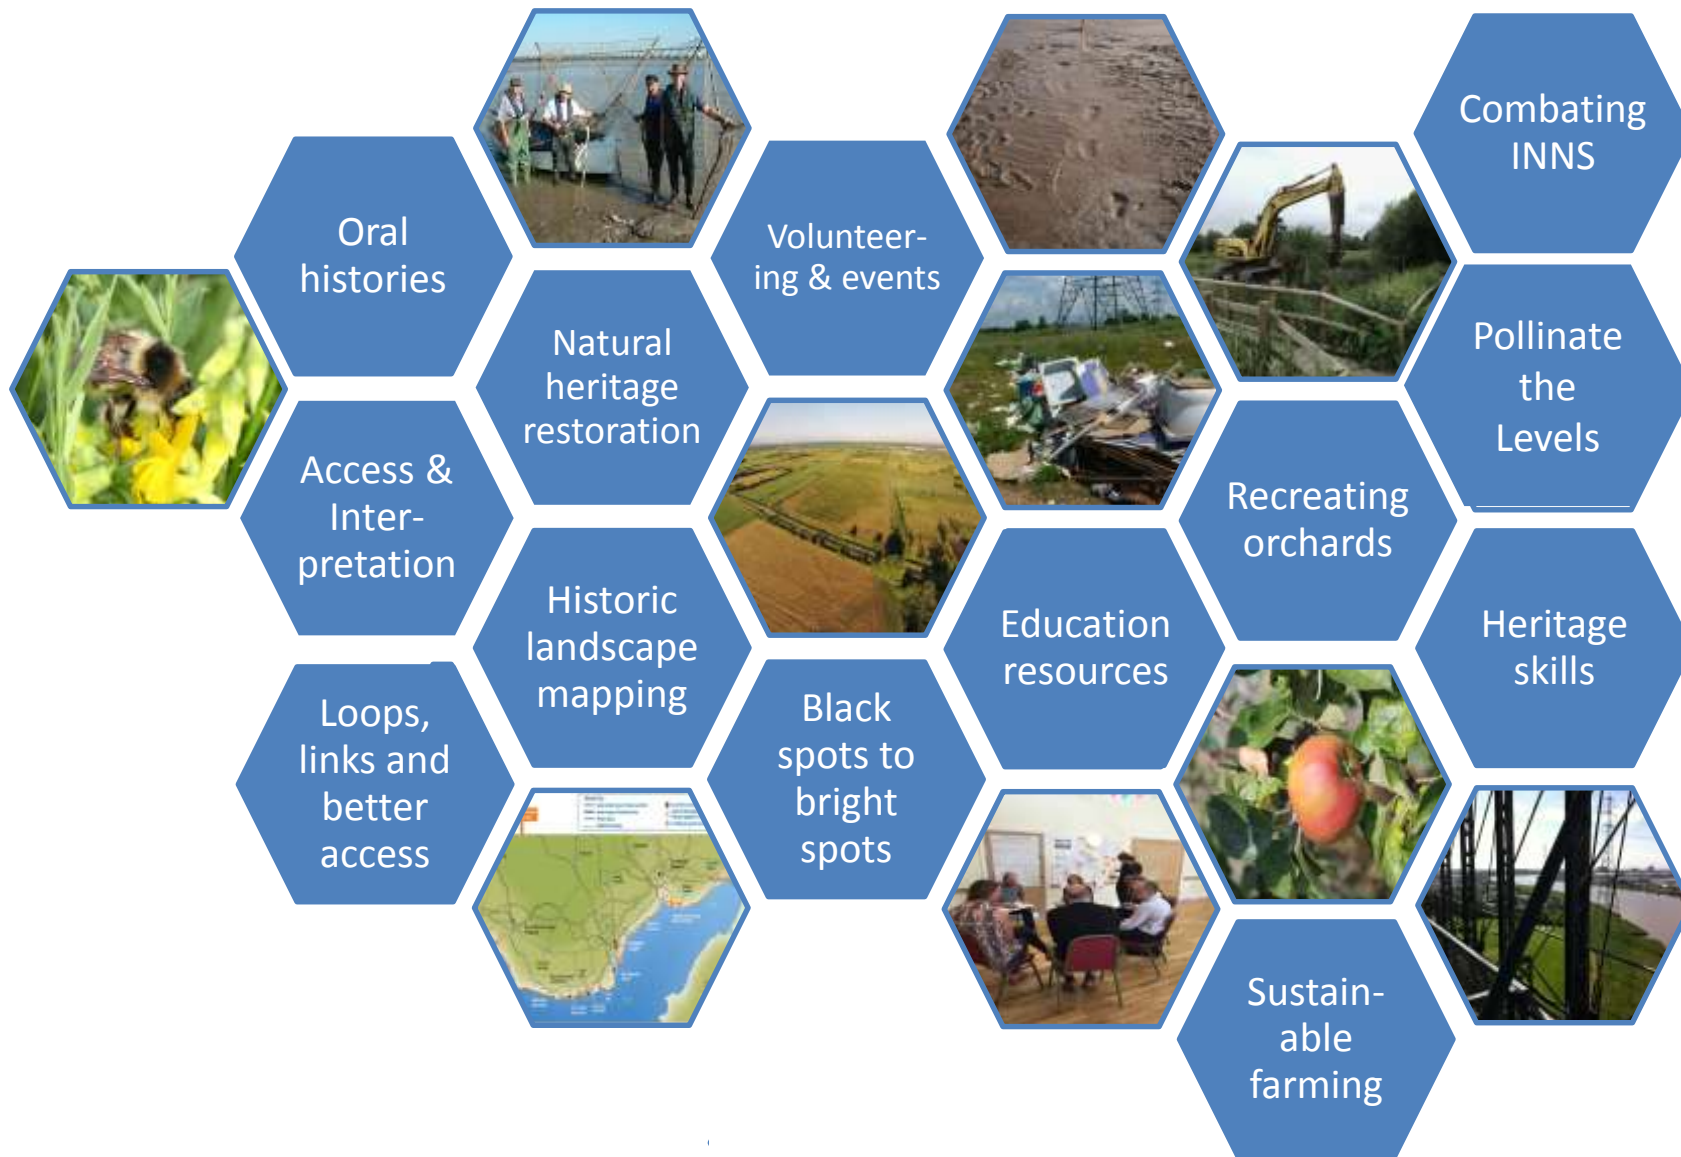 Oral
histories
Access &
Inter-
pretation
Loops,
links and
better
access
Natural
heritage
restoration
Historic
landscape
mapping
Volunteer-
ing & events
Black
spots to
bright
spots
Education
resources
Recreating
orchards
Sustain-
able
farming
Combating
INNS
Pollinate
the
Levels
Heritage
skills